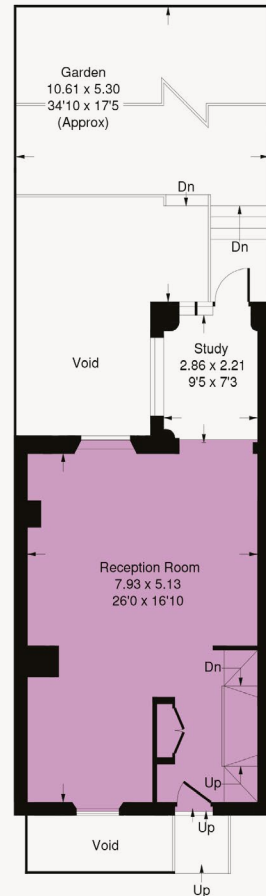 Garden
10.61 x 5.30
34'10 x 17'5
(Approx)
Dn
Dn
Study
2.86 x 2.21
9'5 x 7'3
Void
Reception Room
7.93 x 5.13
26'0 x 16'10
Dn
Up
Up
Void
Up